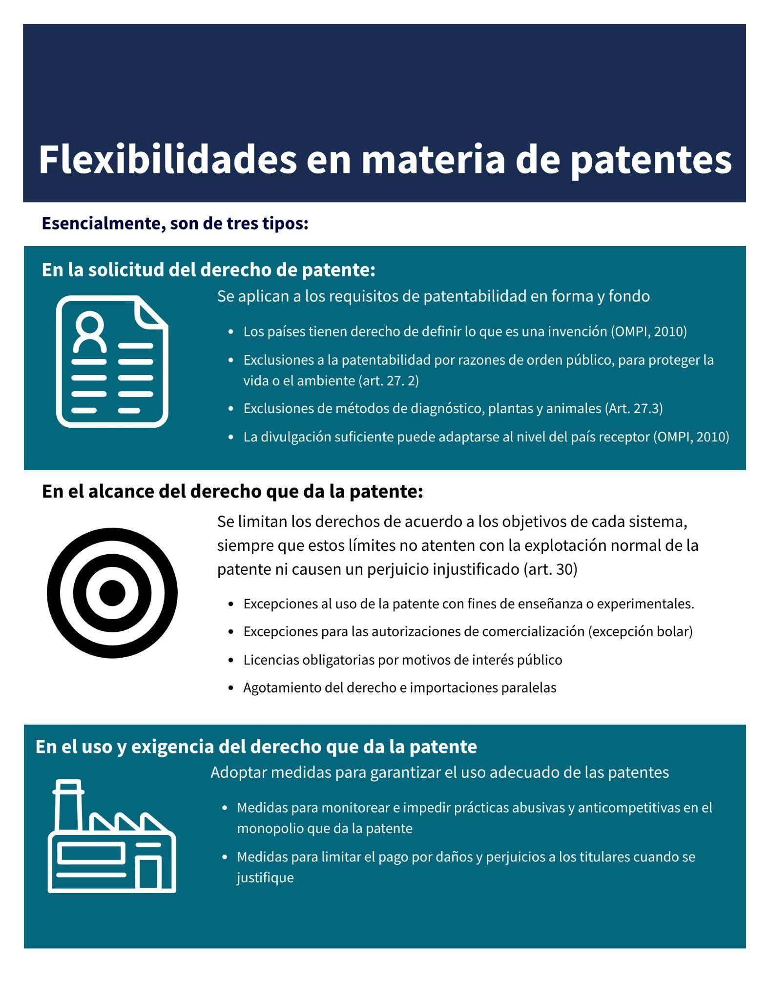 Flexibilidades en materia de patentes
Esencialmente, son de tres tipos:
En la solicitud del derecho de patente:
Se aplican a los requisitos de patentabilidad en forma y fondo
• Los países tienen derecho de definir lo que es una invención (OMPI, 2010)
• Exclusiones a la patentabilidad por razones de orden público, para proteger la
vida o el ambiente (art. 27. 2)
• Exclusiones de métodos de diagnóstico, plantas y animales (Art. 27.3)
• La divulgación suficiente puede adaptarse al nivel del país receptor (OMPI, 2010)
En el alcance del derecho que da la patente:
Se limitan los derechos de acuerdo a los objetivos de cada sistema,
siempre que estos límites no atenten con la explotación normal de la
patente ni causen un perjuicio injustificado (art. 30)
• Excepciones al uso de la patente con fines de enseñanza o experimentales.
• Excepciones para las autorizaciones de comercialización (excepción bolar)
• Licencias obligatorias por motivos de interés público
• Agotamiento del derecho e importaciones paralelas
En el uso y exigencia del derecho que da la patente
Adoptar medidas para garantizar el uso adecuado de las patentes
• Medidas para monitorear e impedir prácticas abusivas y anticompetitivas en el
monopolio que da la patente
• Medidas para limitar el pago por daños y perjuicios a los titulares cuando se
justifique